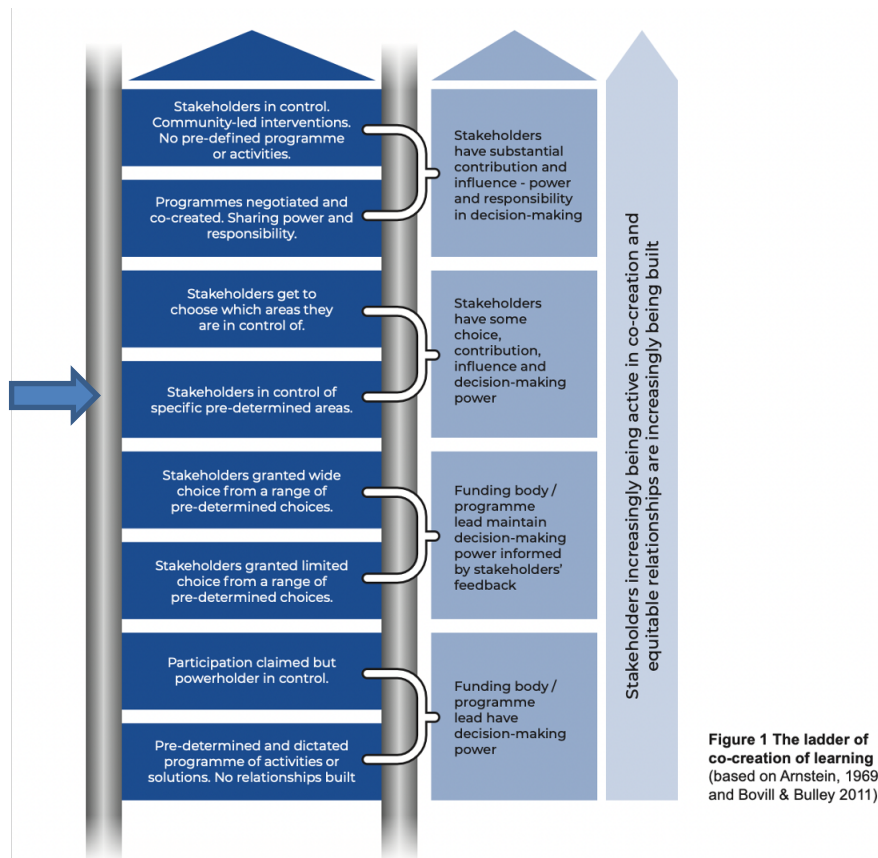 Stakeholders in control.
Community-led interventions.
No pre-defined programme
or activities.
Programmes negotiated and
co-created. Sharing power and
responsibility.
Stakeholders
have substantial
contribution and
influence - power
and responsibility
in decision-making
Stakeholders get to
choose which areas they
are in control of.
Stakeholders in control of
specific pre-determined areas.
Stakeholders
have some
choice,
contribution,
influence and
decision-making
power
Stakeholders granted wide
choice from a range of
pre-determined choices.
Stakeholders granted limited
choice from a range of
pre-determined choices.
Funding body /
programme
lead maintain
decision-making
power informed
by stakeholders’
feedback
Participation claimed but
powerholder in control.
Pre-determined and dictated
programme of activities or
solutions. No relationships built
Funding body /
programme
lead have
decision-making
power
Stakeholders increasingly being active in co-creation and
equitable relationships are increasingly being built
Figure 1 The ladder of
co-creation of learning
(based on Arnstein, 1969
and Bovill & Bulley 2011)